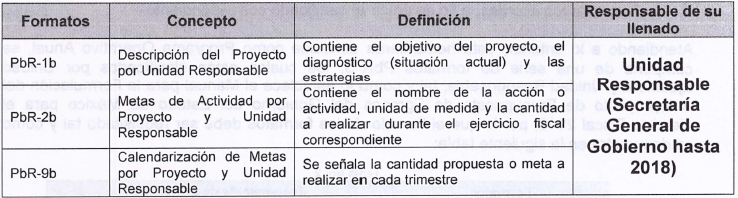 Formatos
Concepto
Definición
Responsable de su
llenado
PbR-1b
Descripción del Proyecto
por Unidad Responsable
Contiene el objetivo del proyecto, el
diagnóstico (situación actual) y las
estrategias
PbR-2b
Metas de Actividad por
Proyecto y Unidad
Responsable
Contiene el nombre de la acción o
actividad, unidad de medida y la cantidad
a realizar durante el ejercicio fiscal
correspondiente
PbR-9b
Calendarización de Metas
por Proyecto y Unidad
Responsable
Se señala la cantidad propuesta o meta a
realizar en cada trimestre
Unidad
Responsable
(Secretaría
General de
Gobierno hasta
2018)